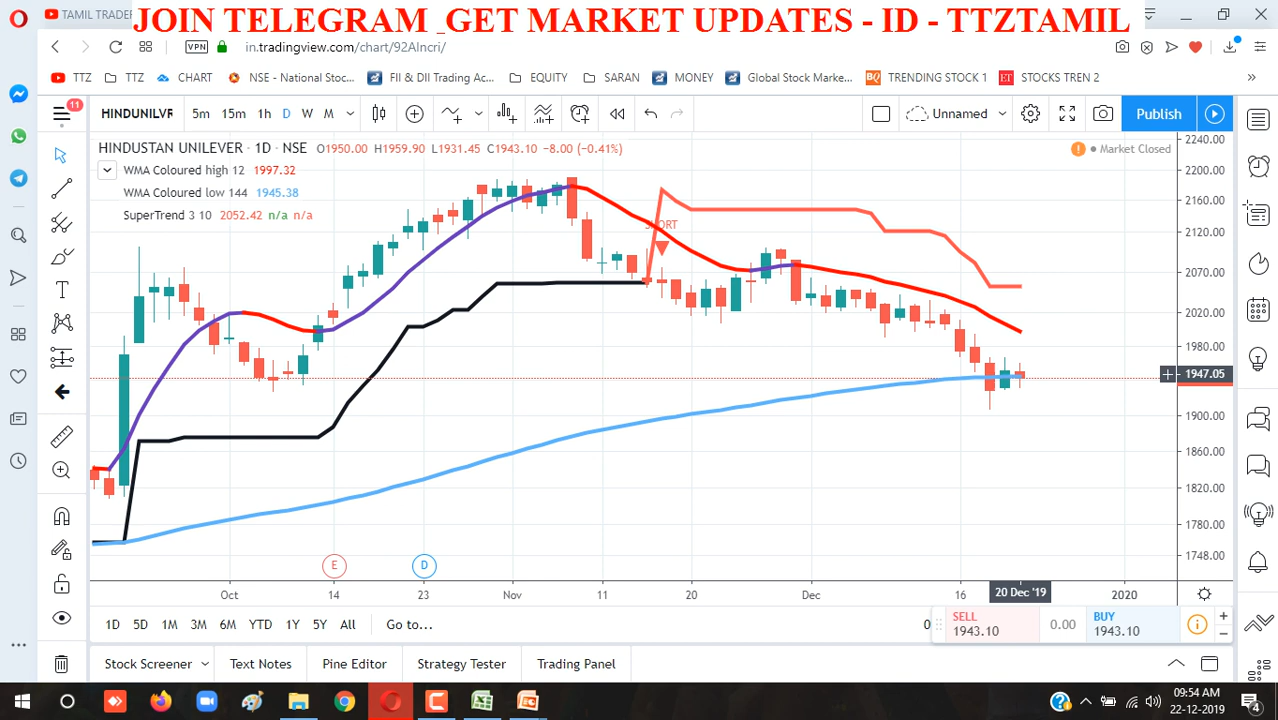 TAMIL TRADER
JOIN TELEGRAM _GET MARKET UPDATES - ID - TTZTAMIL
VPN
in.tradingview.com/chart/92AIncri/
TTZ
TTZ
CHART
NSE - National Stoc...
FII & DII Trading Ac...
EQUITY
SARAN
MONEY
Global Stock Marke...
BQ TRENDING STOCK 1
ET STOCKS TREN 2
»
11
HINDUNILVR
5m 15m 1h D W M
Unnamed
Publish
HINDUSTAN UNILEVER · 1D · NSE O1950.00 H1959.90 L1931.45 C1943.10 −8.00 (−0.41%)
Market Closed
WMA Coloured high 12 1997.32
WMA Coloured low 144 1945.38
SuperTrend 3 10 2052.42 n/a n/a
SHORT
2240.00
2200.00
2160.00
2120.00
2070.00
2020.00
1980.00
1947.05
1900.00
1860.00
1820.00
1780.00
1748.00
E
D
Oct 14 23 Nov 11 20 Dec 16 20 Dec '19 2020
1D 5D 1M 3M 6M YTD 1Y 5Y All Go to...
SELL
1943.10
0.00
BUY
1943.10
Stock Screener Text Notes Pine Editor Strategy Tester Trading Panel
09:54 AM
22-12-2019
4